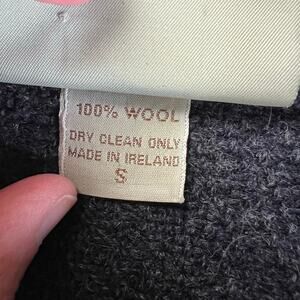 100% WOOL
DRY CLEAN ONLY
MADE IN IRELAND
S